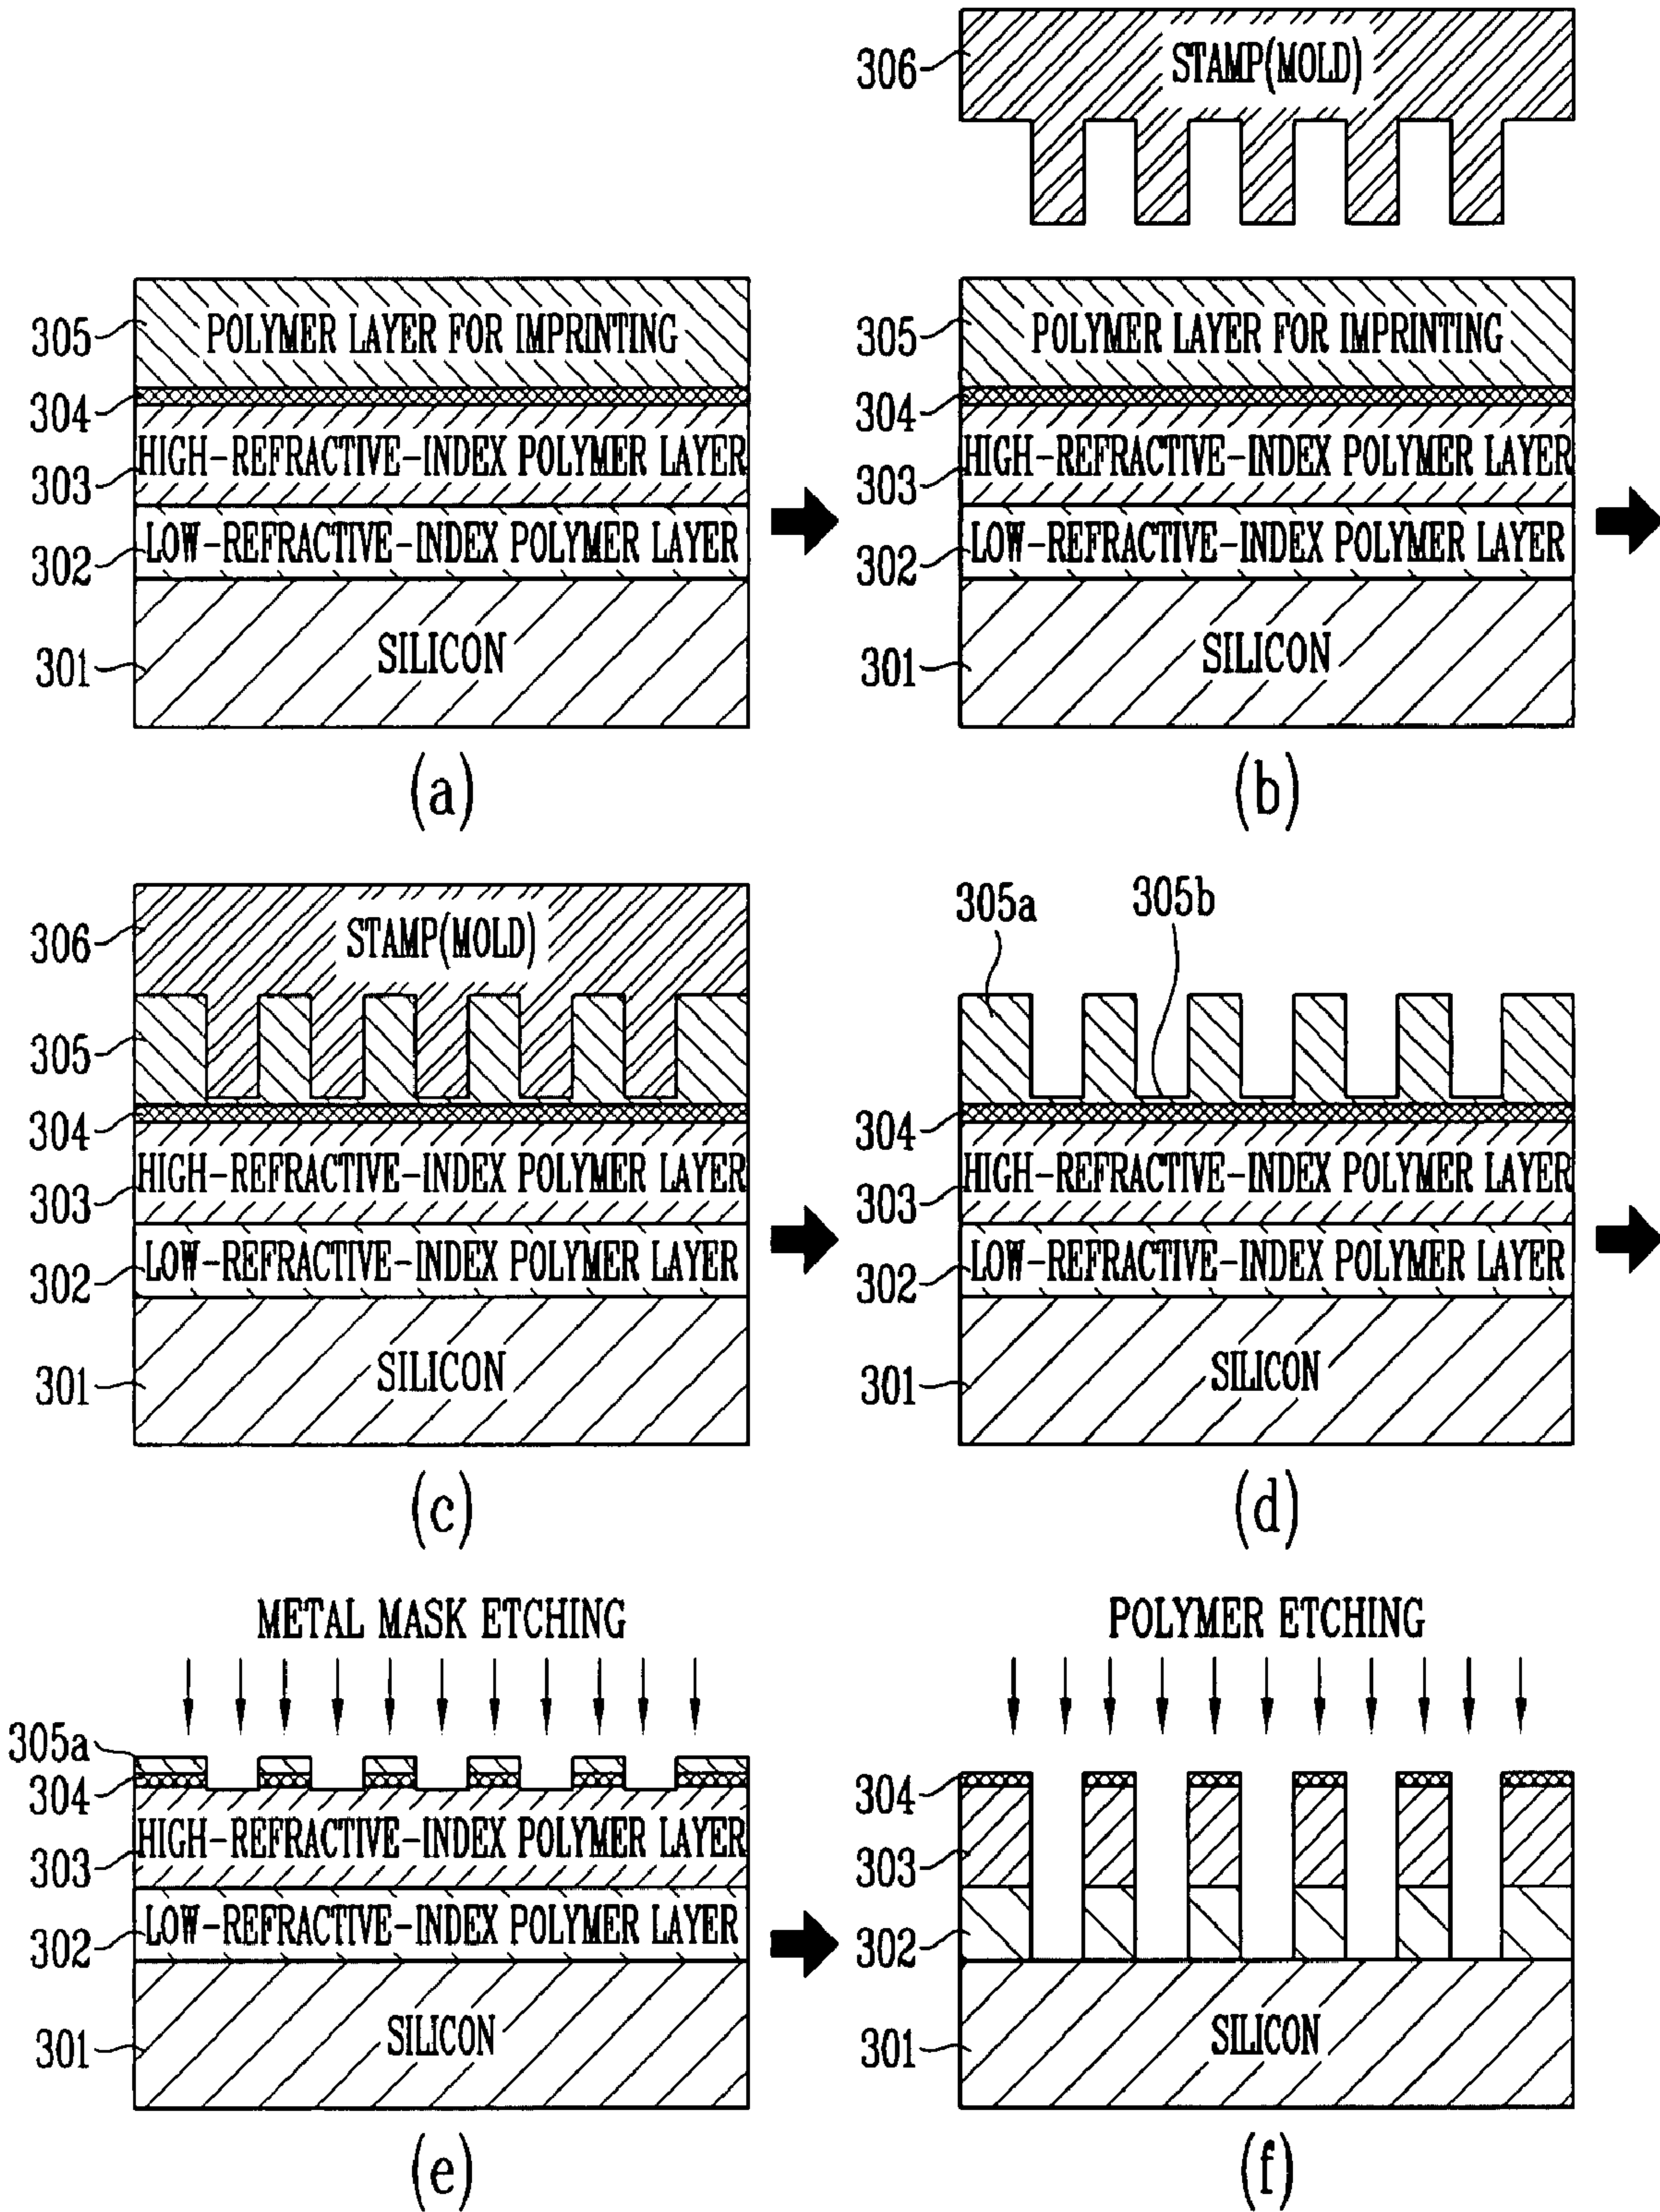 306
STAMP(MOLD)
305
POLYMER LAYER FOR IMPRINTING
304
303
HIGH-REFRACTIVE-INDEX POLYMER LAYER
302
LOW-REFRACTIVE-INDEX POLYMER LAYER
301
SILICON
(a)
305
POLYMER LAYER FOR IMPRINTING
304
303
HIGH-REFRACTIVE-INDEX POLYMER LAYER
302
LOW-REFRACTIVE-INDEX POLYMER LAYER
301
SILICON
(b)
306
STAMP(MOLD)
305
304
303
HIGH-REFRACTIVE-INDEX POLYMER LAYER
302
LOW-REFRACTIVE-INDEX POLYMER LAYER
301
SILICON
(c)
305a
305b
304
303
HIGH-REFRACTIVE-INDEX POLYMER LAYER
302
LOW-REFRACTIVE-INDEX POLYMER LAYER
301
SILICON
(d)
METAL MASK ETCHING
305a
304
303
HIGH-REFRACTIVE-INDEX POLYMER LAYER
302
LOW-REFRACTIVE-INDEX POLYMER LAYER
301
SILICON
(e)
POLYMER ETCHING
304
303
302
301
SILICON
(f)